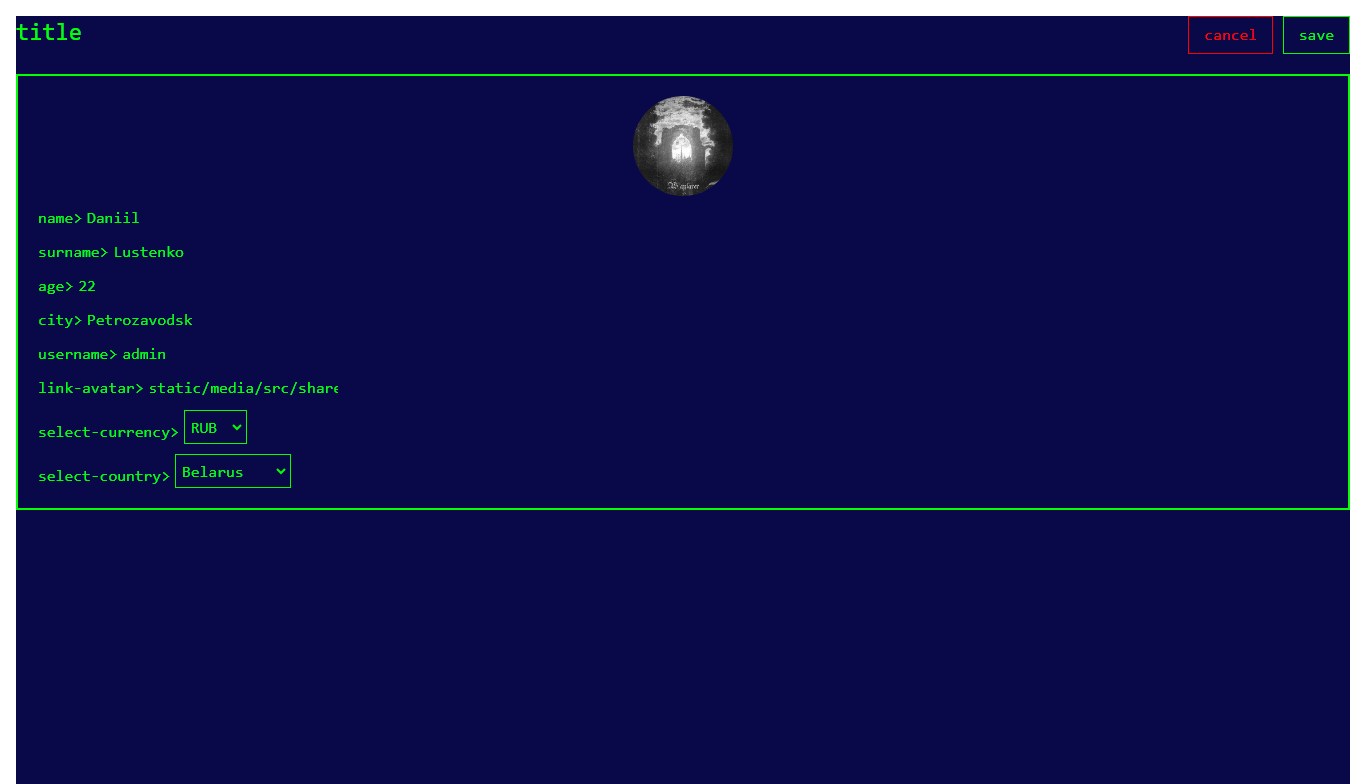 title
cancel save
name> Daniil
surname> Lustenko
age> 22
city> Petrozavodsk
username> admin
link-avatar> static/media/src/share
select-currency> RUB
select-country> Belarus